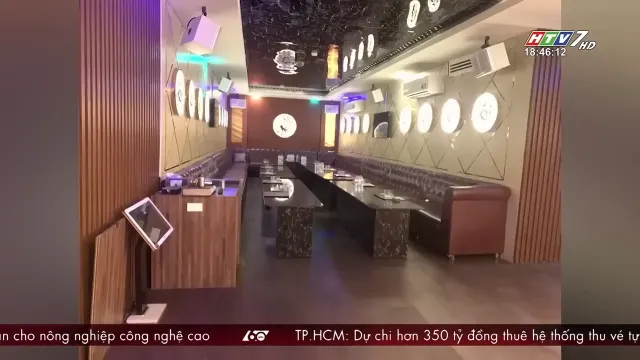 HTV7 HD
18:46:12
n cho nông nghiệp công nghệ cao 60 TP.HCM: Dự chi hơn 350 tỷ đồng thuê hệ thống thu vé tự